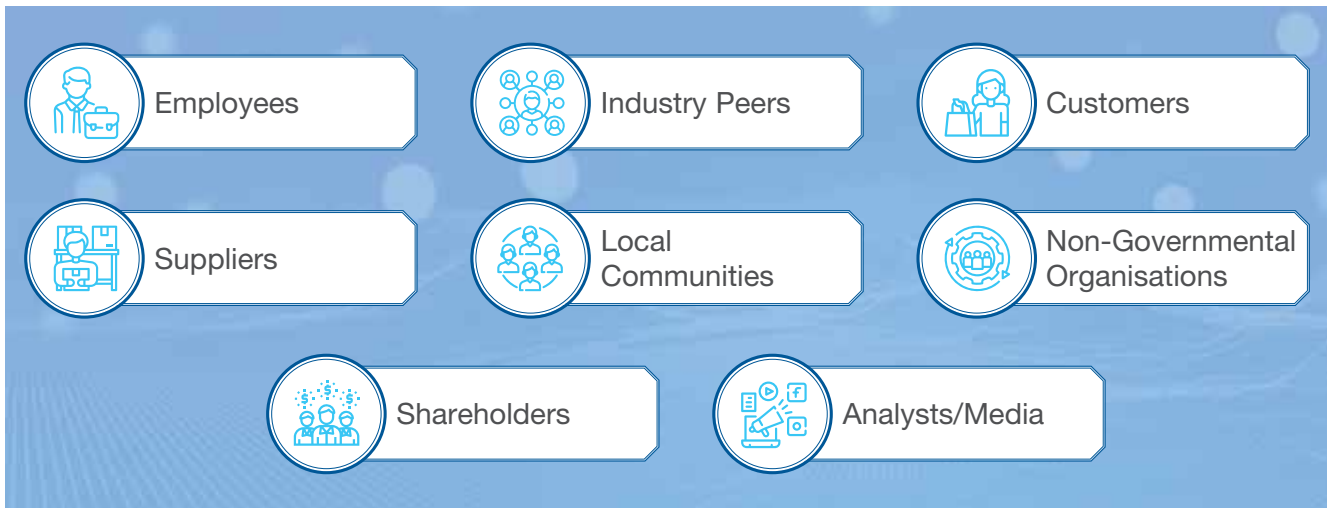 Employees
Industry Peers
Customers
Suppliers
Local
Communities
Non-Governmental
Organisations
Shareholders
Analysts/Media